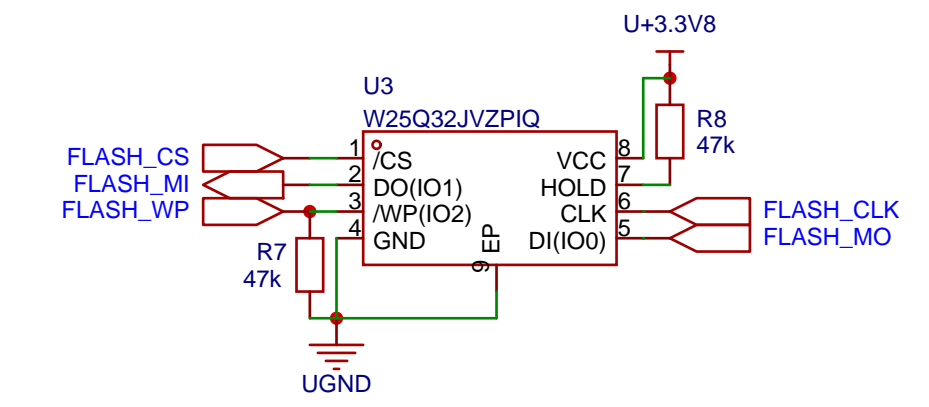 U+3.3V8
U3
W25Q32JVZPIQ
R8
47k
FLASH_CS
1
/CS
VCC
8
FLASH_MI
2
DO(IO1)
HOLD
7
FLASH_WP
3
/WP(IO2)
CLK
6
FLASH_CLK
4
GND
DI(IO0)
5
FLASH_MO
EP
9
R7
47k
UGND